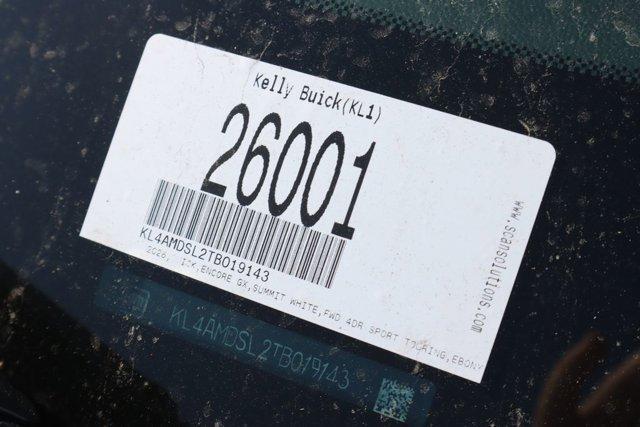 Kelly Buick(KL1)
26001
KL4AMDSL2TB019143
2026, ENCORE GX,SUMMIT WHITE,FWD 4DR SPORT TOURING,EBONY
www.scansolutions.com
KL4AMDSL2TB019143